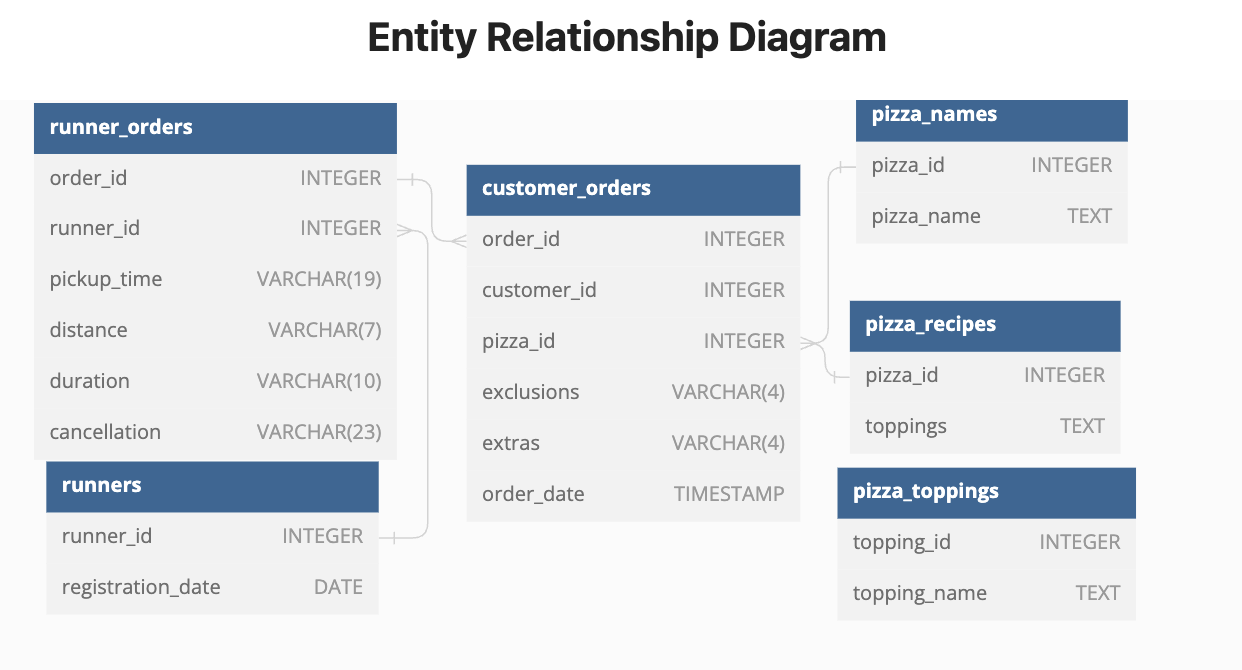 Entity Relationship Diagram
runner_orders
order_id INTEGER
runner_id INTEGER
pickup_time VARCHAR(19)
distance VARCHAR(7)
duration VARCHAR(10)
cancellation VARCHAR(23)
runners
runner_id INTEGER
registration_date DATE
customer_orders
order_id INTEGER
customer_id INTEGER
pizza_id INTEGER
exclusions VARCHAR(4)
extras VARCHAR(4)
order_date TIMESTAMP
pizza_names
pizza_id INTEGER
pizza_name TEXT
pizza_recipes
pizza_id INTEGER
toppings TEXT
pizza_toppings
topping_id INTEGER
topping_name TEXT